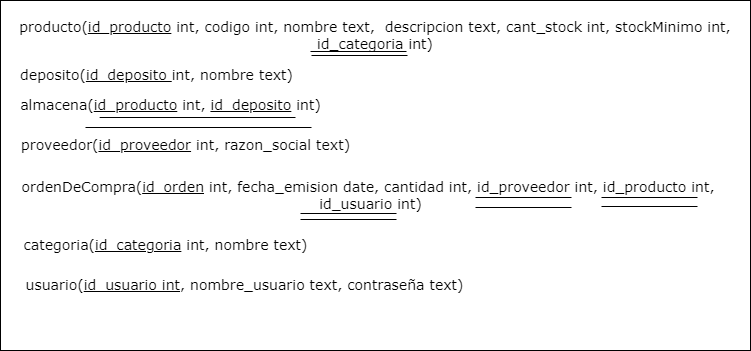 producto(id_producto int, codigo int, nombre text, descripcion text, cant_stock int, stockMinimo int,
id_categoria int)
deposito(id_deposito int, nombre text)
almacena(id_producto int, id_deposito int)
proveedor(id_proveedor int, razon_social text)
ordenDeCompra(id_orden int, fecha_emision date, cantidad int, id_proveedor int, id_producto int,
id_usuario int)
categoria(id_categoria int, nombre text)
usuario(id_usuario int, nombre_usuario text, contraseña text)